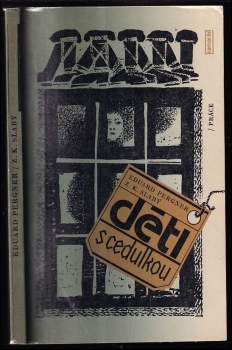 EDUARD PERGNER / Z. K. SLABÝ
/ PRÁCE
EDUARD PERGNER
Z. K. SLABÝ
děti
s cedulkou